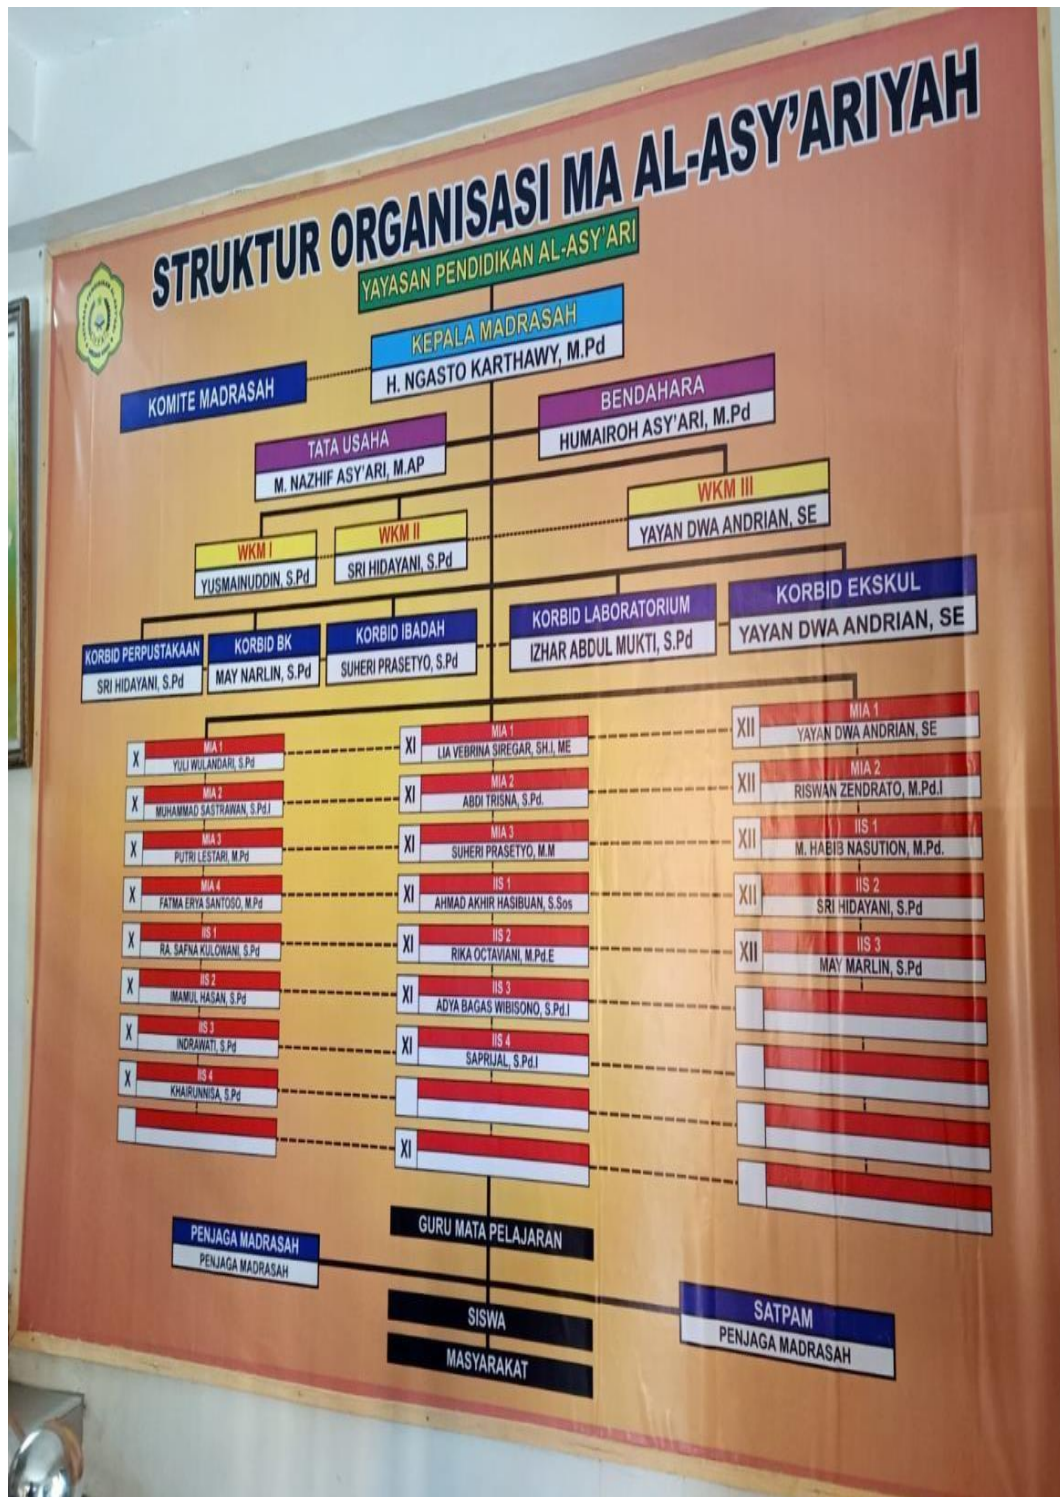 STRUKTUR ORGANISASI MA AL-ASY'ARIYAH
YAYASAN PENDIDIKAN AL-ASY'ARI
KEPALA MADRASAH
H. NGASTO KARTHAWY, M.Pd
KOMITE MADRASAH
BENDAHARA
HUMAIROH ASY'ARI, M.Pd
TATA USAHA
M. NAZHIF ASY'ARI, M.AP
WKM I
YUSMAINUDDIN, S.Pd
WKM II
SRI HIDAYANI, S.Pd
WKM III
YAYAN DWA ANDRIAN, SE
KORBID PERPUSTAKAAN
SRI HIDAYANI, S.Pd
KORBID BK
MAY NARLIN, S.Pd
KORBID IBADAH
SUHERI PRASETYO, S.Pd
KORBID LABORATORIUM
IZHAR ABDUL MUKTI, S.Pd
KORBID EKSKUL
YAYAN DWA ANDRIAN, SE
X
MIA 1
YULI WULANDARI, S.Pd
X
MIA 2
MUHAMMAD SASTRAWAN, S.Pd.I
X
MIA 3
PUTRI LESTARI, M.Pd
X
MIA 4
FATMA ERYA SANTOSO, M.Pd
X
IIS 1
RA. SAFNA KULOWANI, S.Pd
X
IIS 2
IMAMUL HASAN, S.Pd
X
IIS 3
INDRAWATI, S.Pd
X
IIS 4
KHAIRUNNISA, S.Pd
XI
MIA 1
LIA VEBRINA SIREGAR, SH.I, ME
XI
MIA 2
ABDI TRISNA, S.Pd.
XI
MIA 3
SUHERI PRASETYO, M.M
XI
IIS 1
AHMAD AKHIR HASIBUAN, S.Sos
XI
IIS 2
RIKA OCTAVIANI, M.Pd.E
XI
IIS 3
ADYA BAGAS WIBISONO, S.Pd.I
XI
IIS 4
SAPRIJAL, S.Pd.I
XI
XII
MIA 1
YAYAN DWA ANDRIAN, SE
XII
MIA 2
RISWAN ZENDRATO, M.Pd.I
XII
IIS 1
M. HABIB NASUTION, M.Pd.
XII
IIS 2
SRI HIDAYANI, S.Pd
XII
IIS 3
MAY MARLIN, S.Pd
GURU MATA PELAJARAN
PENJAGA MADRASAH
PENJAGA MADRASAH
SATPAM
PENJAGA MADRASAH
SISWA
MASYARAKAT